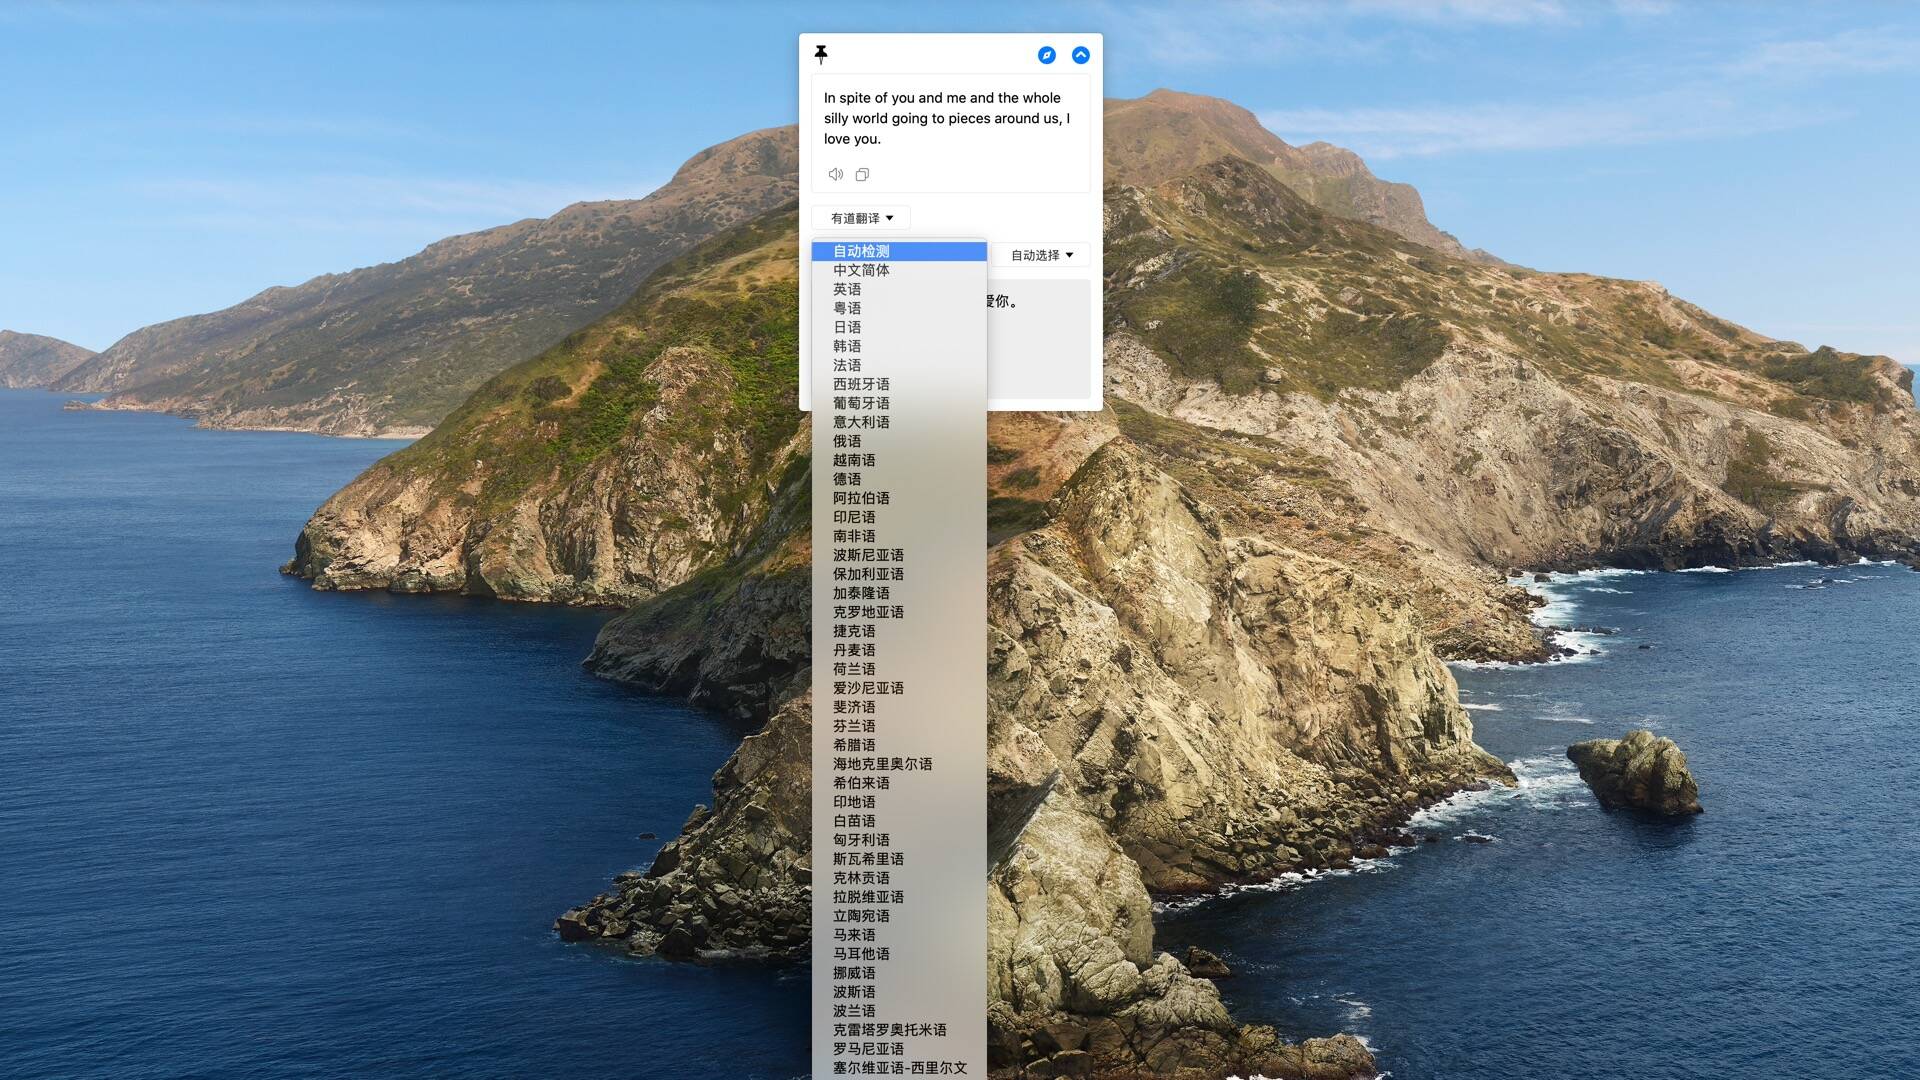 In spite of you and me and the whole
silly world going to pieces around us, I
love you.
有道翻译
自动检测
自动选择
中文简体
英语
爱你。
粤语
日语
韩语
法语
西班牙语
葡萄牙语
意大利语
俄语
越南语
德语
阿拉伯语
印尼语
南非语
波斯尼亚语
保加利亚语
加泰隆语
克罗地亚语
捷克语
丹麦语
荷兰语
爱沙尼亚语
斐济语
芬兰语
希腊语
海地克里奥尔语
希伯来语
印地语
白苗语
匈牙利语
斯瓦希里语
克林贡语
拉脱维亚语
立陶宛语
马来语
马耳他语
挪威语
波斯语
波兰语
克雷塔罗奥托米语
罗马尼亚语
塞尔维亚语-西里尔文